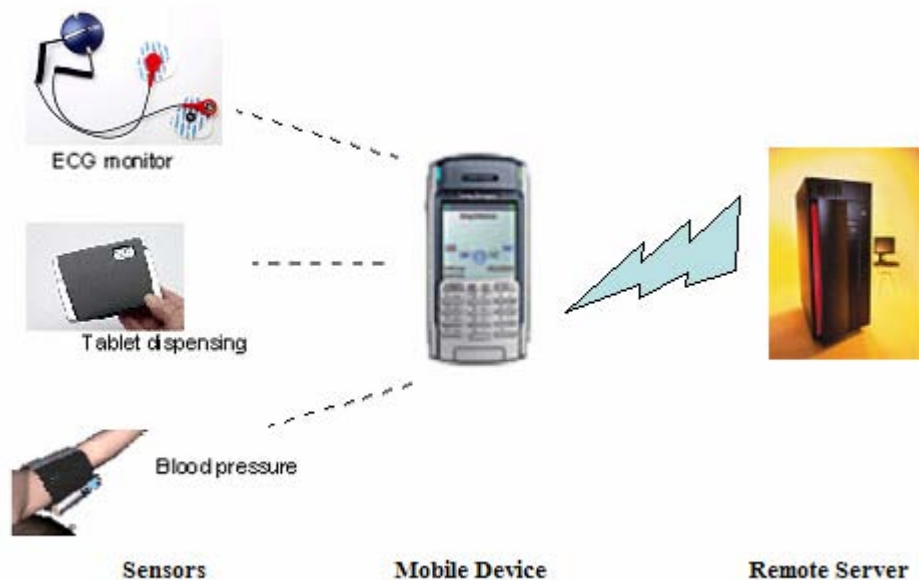 ECG monitor
Tablet dispensing
Blood pressure
Sensors
Mobile Device
Remote Server